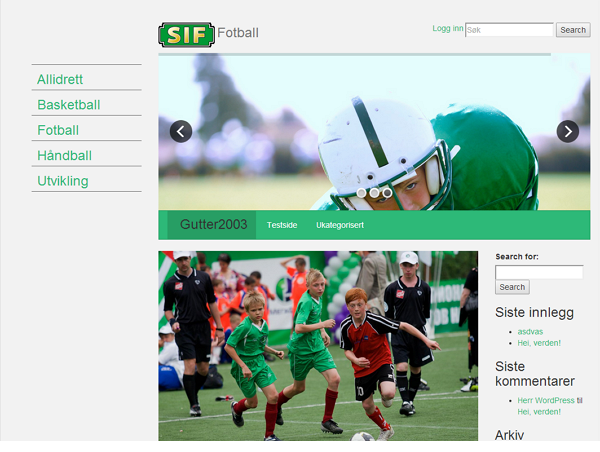 SIF Fotball
Logg inn Søk Search
Allidrett
Basketball
Fotball
Håndball
Utvikling
Gutter2003 Testside Ukategorisert
Search for:
Search
Siste innlegg
asdvas
Hei, verden!
Siste
kommentarer
Herr WordPress til
Hei, verden!
Arkiv